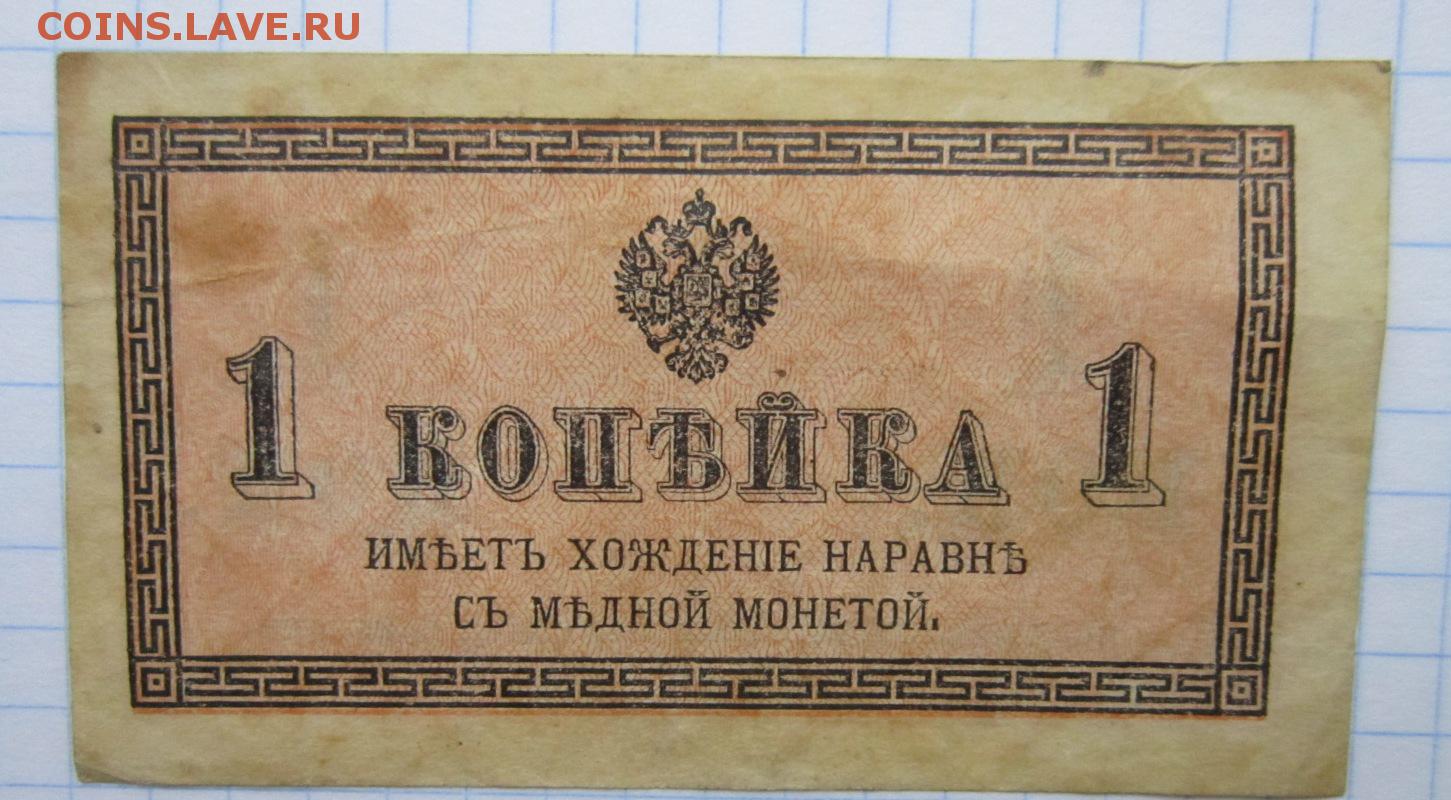 COINS.LAVE.RU
1 КОПѢЙКА 1
ИМѢЕТЪ ХОЖДЕНІЕ НАРАВНѢ
СЪ МѢДНОЙ МОНЕТОЙ.